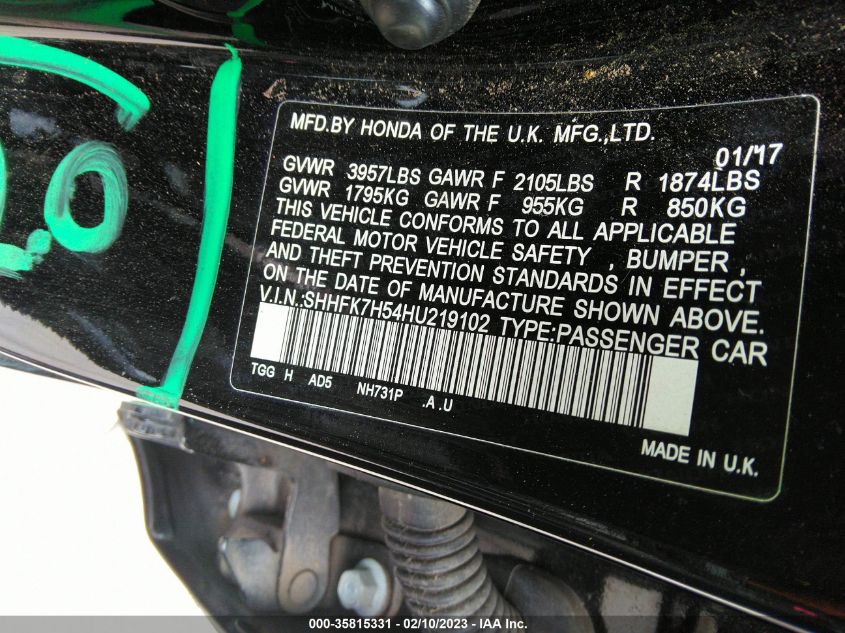 MFD.BY HONDA OF THE U.K. MFG.,LTD.
01/17
GVWR 3957LBS GAWR F 2105LBS R 1874LBS
GVWR 1795KG GAWR F 955KG R 850KG
THIS VEHICLE CONFORMS TO ALL APPLICABLE
FEDERAL MOTOR VEHICLE SAFETY , BUMPER ,
AND THEFT PREVENTION STANDARDS IN EFFECT
ON THE DATE OF MANUFACTURE SHOWN ABOVE.
V.I.N.:SHHFK7H54HU219102 TYPE:PASSENGER CAR
TGG H AD5 NH731P .A .U
MADE IN U.K.
000-35815331 - 02/10/2023 - IAA Inc.